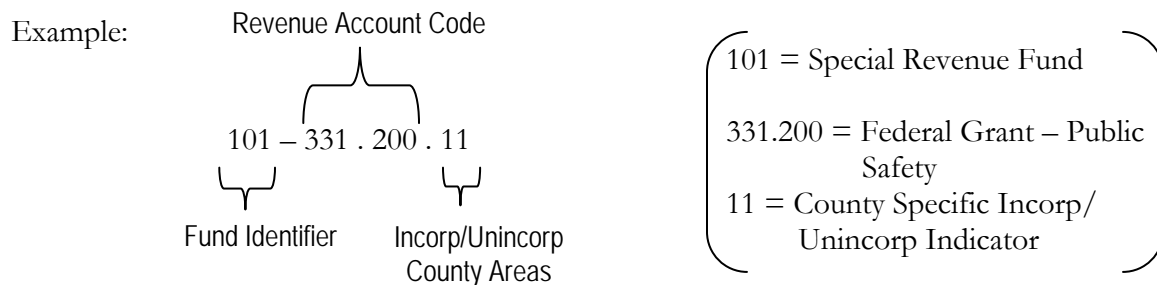 Example:
Revenue Account Code
101 – 331 . 200 . 11
Fund Identifier
Incorp/Unincorp
County Areas
101 = Special Revenue Fund
331.200 = Federal Grant – Public
Safety
11 = County Specific Incorp/
Unincorp Indicator